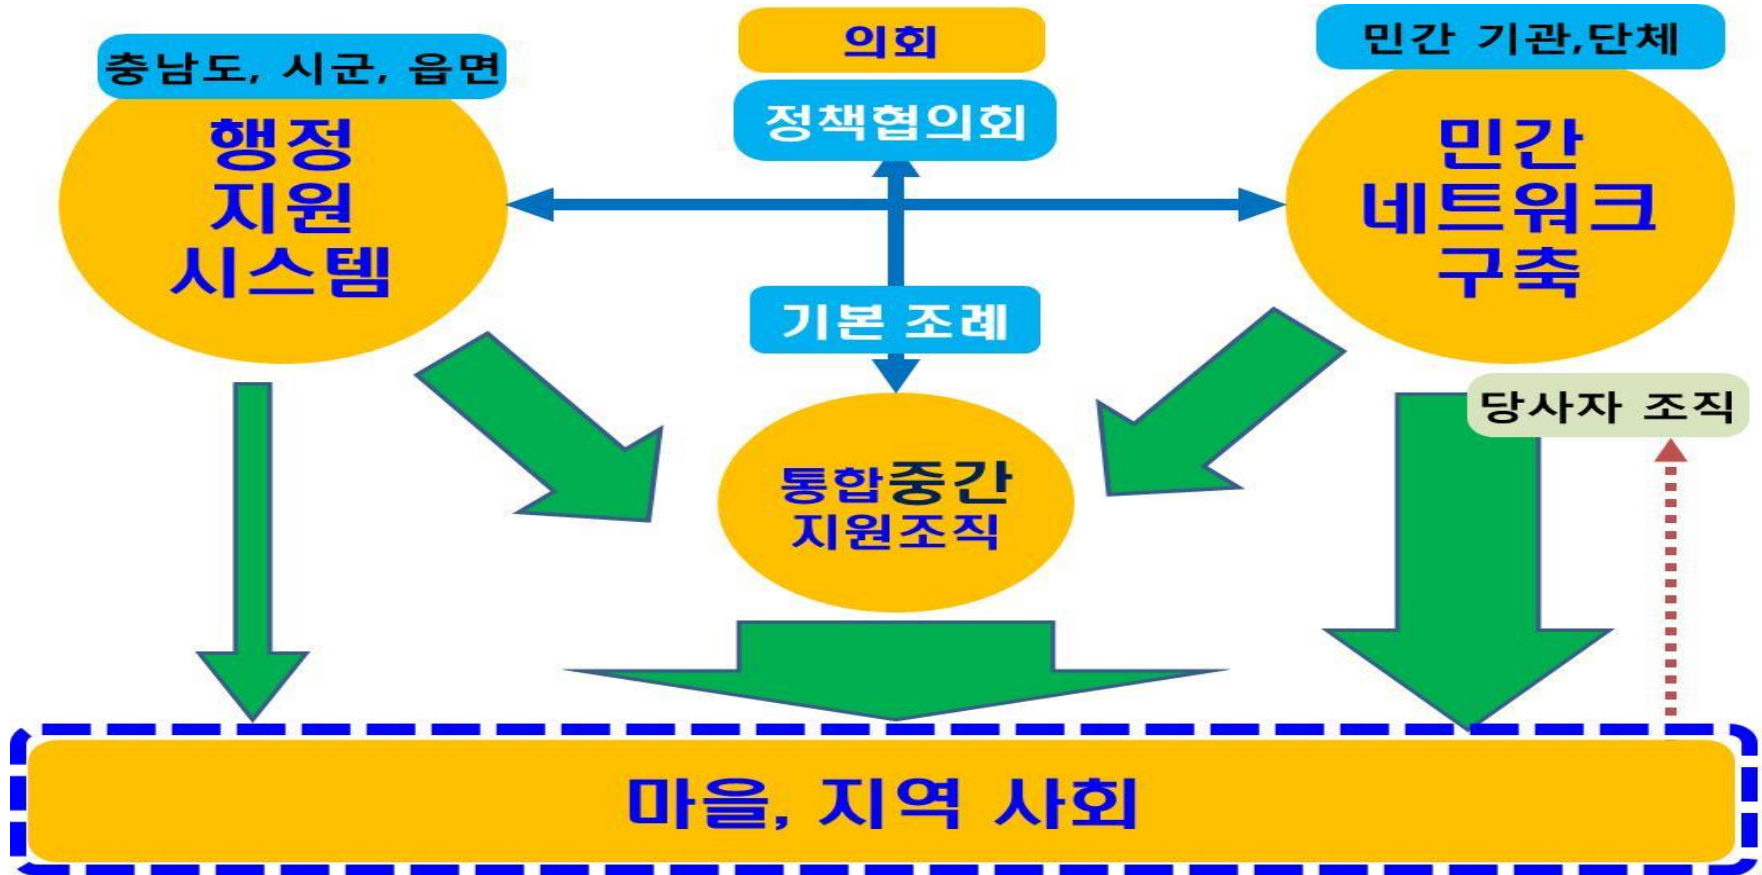 의회
민간 기관,단체
충남도, 시군, 읍면
정책협의회
행정
지원
시스템
민간
네트워크
구축
기본 조례
당사자 조직
통합중간
지원조직
마을, 지역 사회